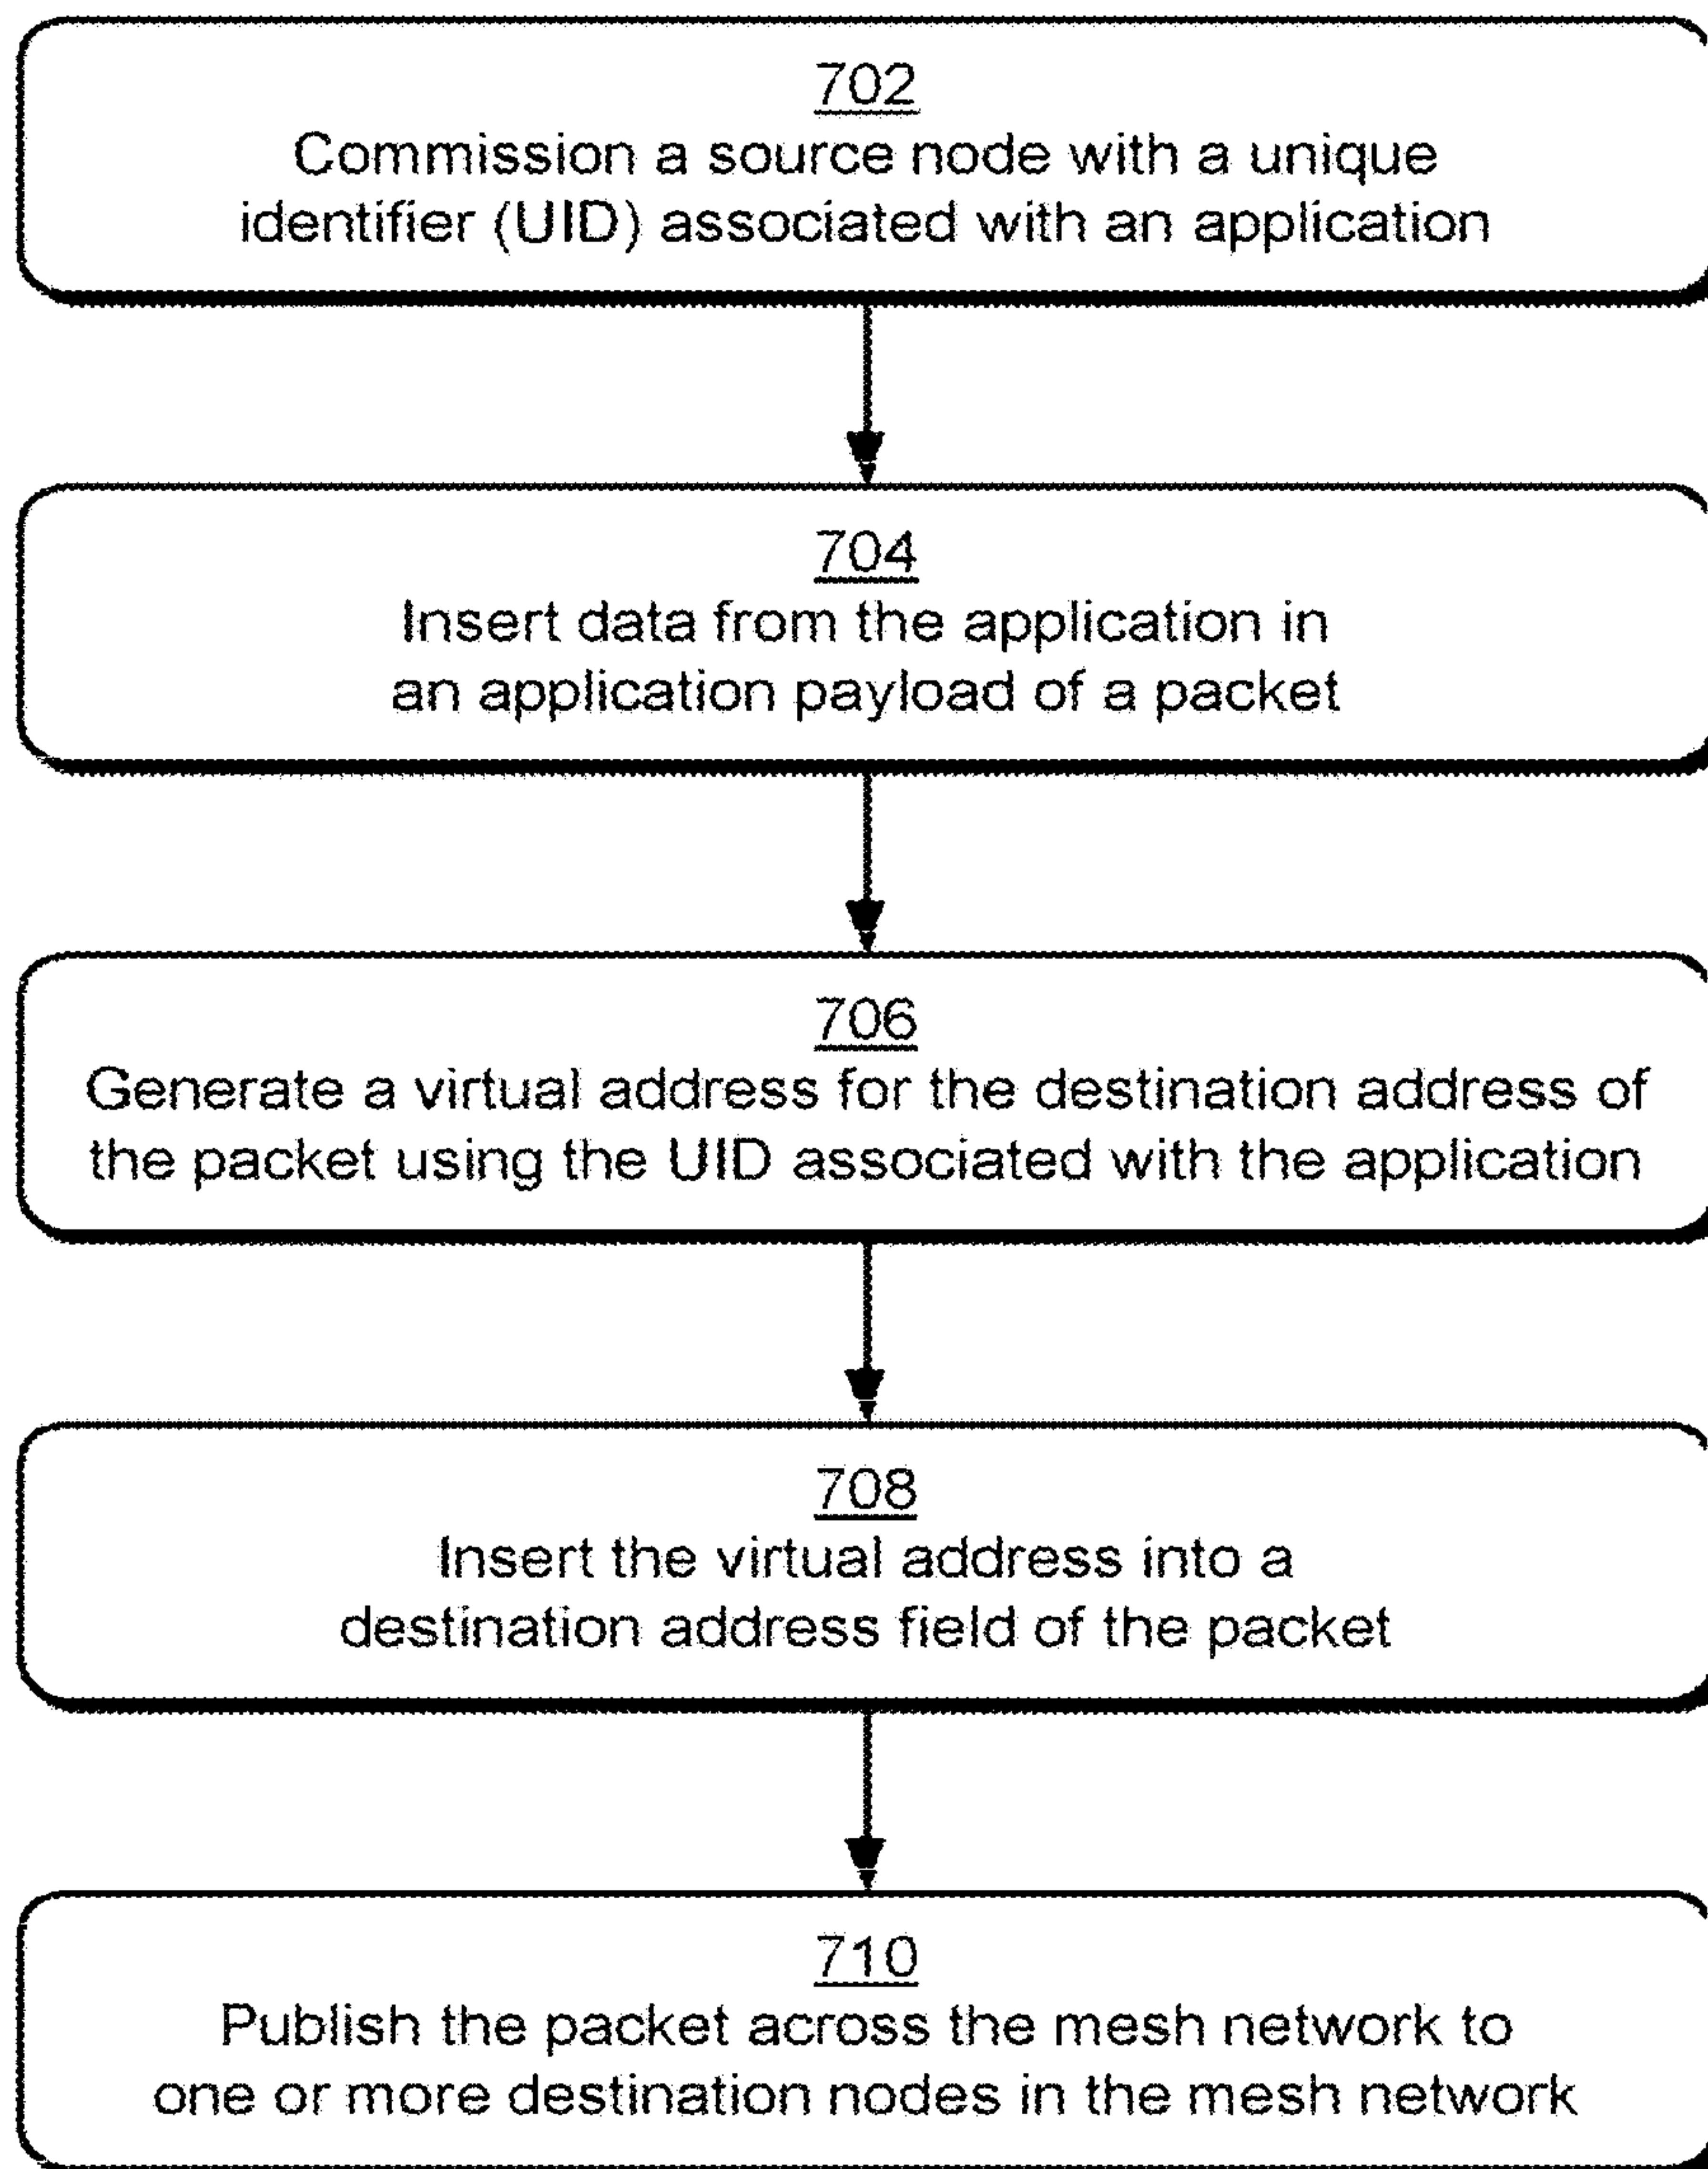 702
Commission a source node with a unique
identifier (UID) associated with an application
704
Insert data from the application in
an application payload of a packet
706
Generate a virtual address for the destination address of
the packet using the UID associated with the application
708
Insert the virtual address into a
destination address field of the packet
710
Publish the packet across the mesh network to
one or more destination nodes in the mesh network